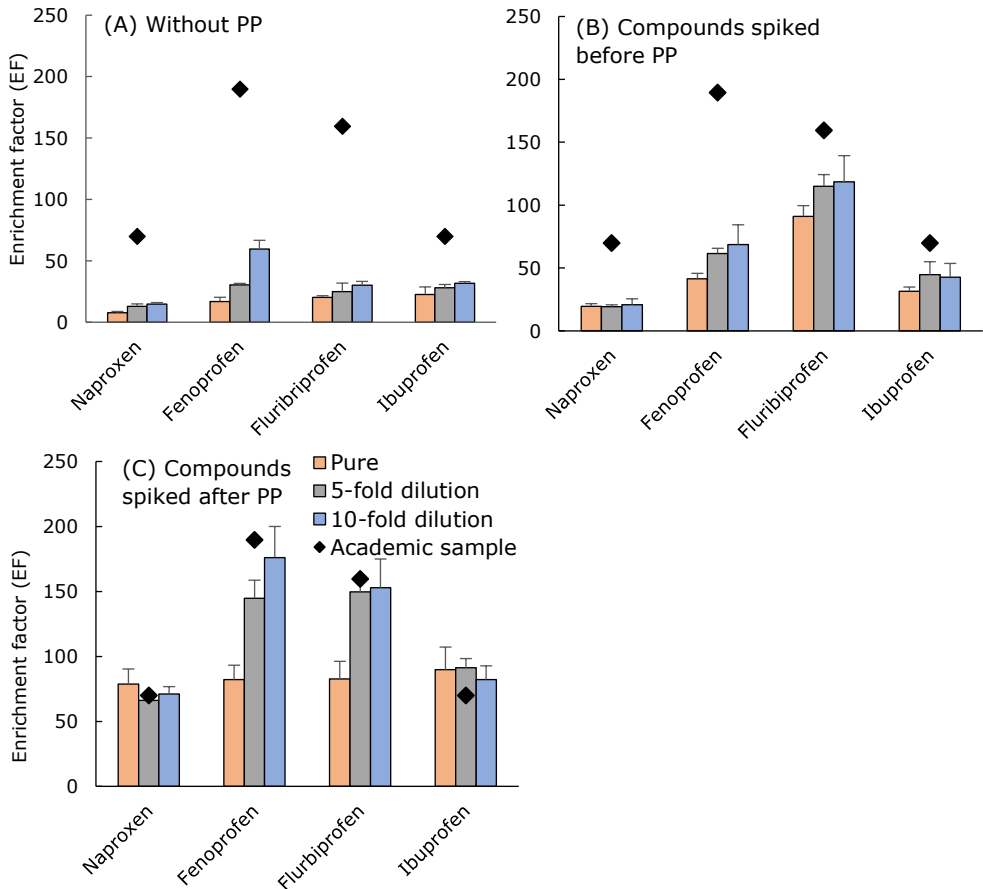 (A) Without PP
Enrichment factor (EF)
250
200
150
100
50
0
Naproxen
Fenoprofen
Fluribriprofen
Ibuprofen
(B) Compounds spiked
before PP
250
200
150
100
50
0
Naproxen
Fenoprofen
Fluribiprofen
Ibuprofen
(C) Compounds
spiked after PP
Enrichment factor (EF)
250
200
150
100
50
0
Naproxen
Fenoprofen
Flurbiprofen
Ibuprofen
Pure
5-fold dilution
10-fold dilution
Academic sample